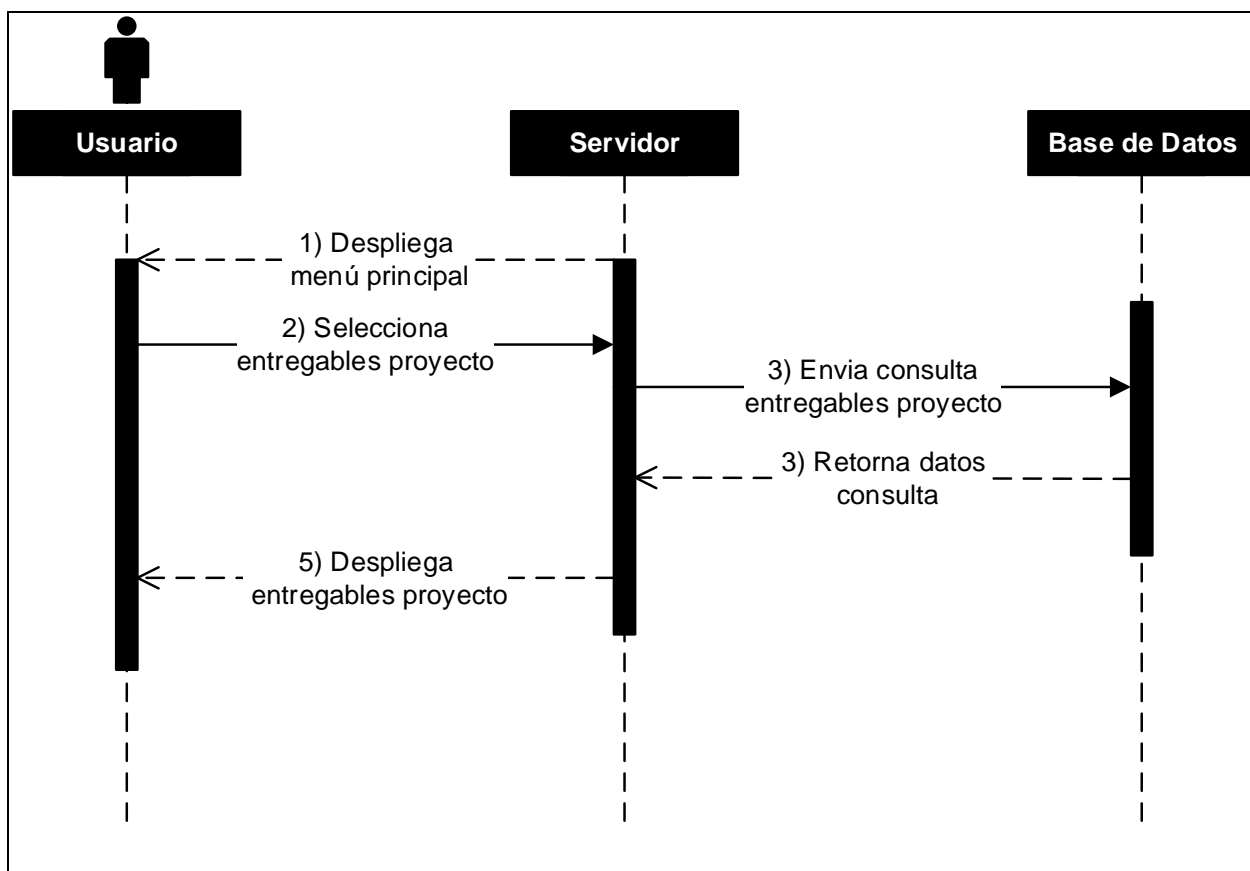 Usuario
Servidor
Base de Datos
1) Despliega
menú principal
2) Selecciona
entregables proyecto
3) Envia consulta
entregables proyecto
3) Retorna datos
consulta
5) Despliega
entregables proyecto